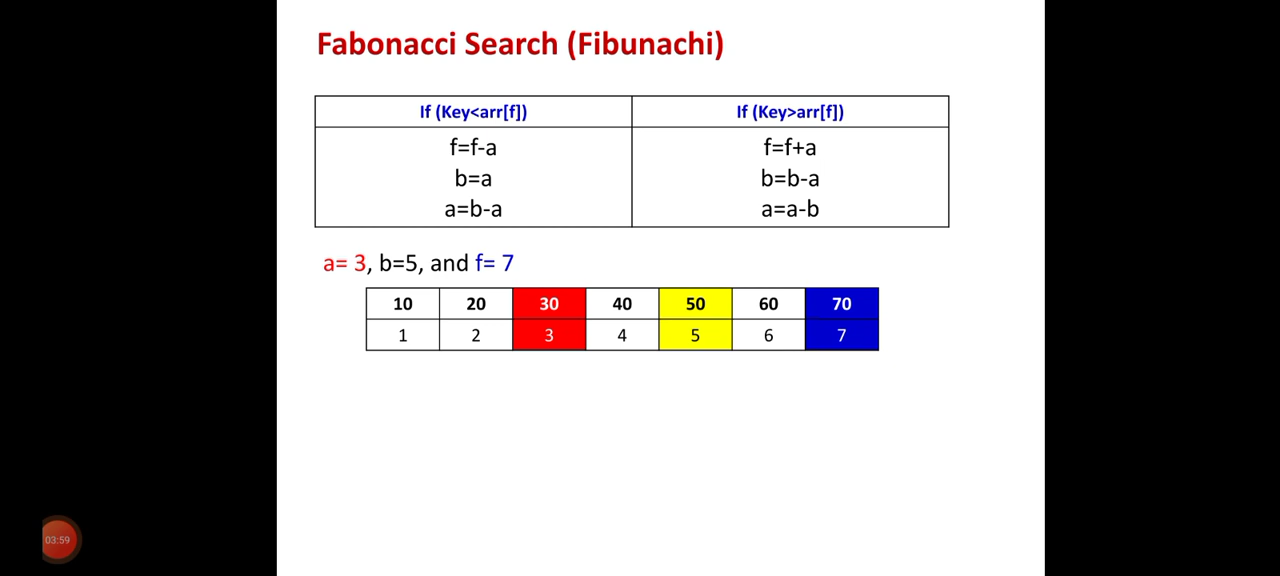 Fabonacci Search (Fibunachi)
If (Key<arr[f]) If (Key>arr[f])
f=f-a f=f+a
b=a b=b-a
a=b-a a=a-b
a= 3, b=5, and f= 7
10 20 30 40 50 60 70
1 2 3 4 5 6 7
03:59